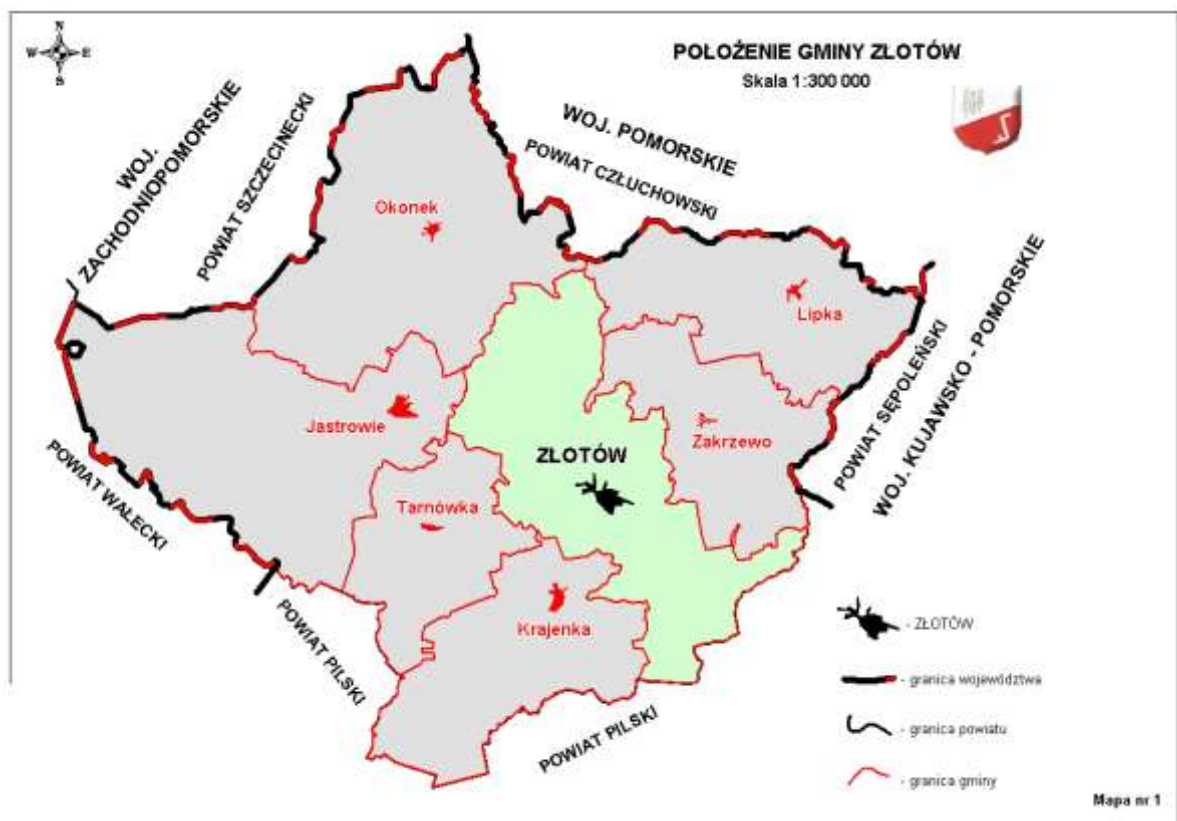 N
W E
S
POŁOŻENIE GMINY ZŁOTÓW
Skala 1:300 000
WOJ.
ZACHODNIOPOMORSKIE
POWIAT SZCZECINECKI
WOJ. POMORSKIE
POWIAT CZŁUCHOWSKI
Okonek
Lipka
Jastrowie
Zakrzewo
ZŁOTÓW
Tarnówka
Krajenka
POWIAT SĘPOLEŃSKI
WOJ. KUJAWSKO - POMORSKIE
POWIAT WAŁECKI
POWIAT PILSKI
POWIAT PILSKI
- ZŁOTÓW
- granica województwa
- granica powiatu
- granica gminy
Mapa nr 1